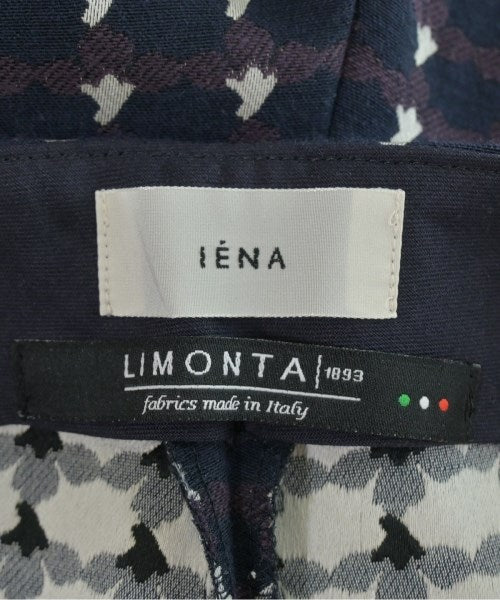 IÉNA
LIMONTA | 1893
fabrics made in Italy